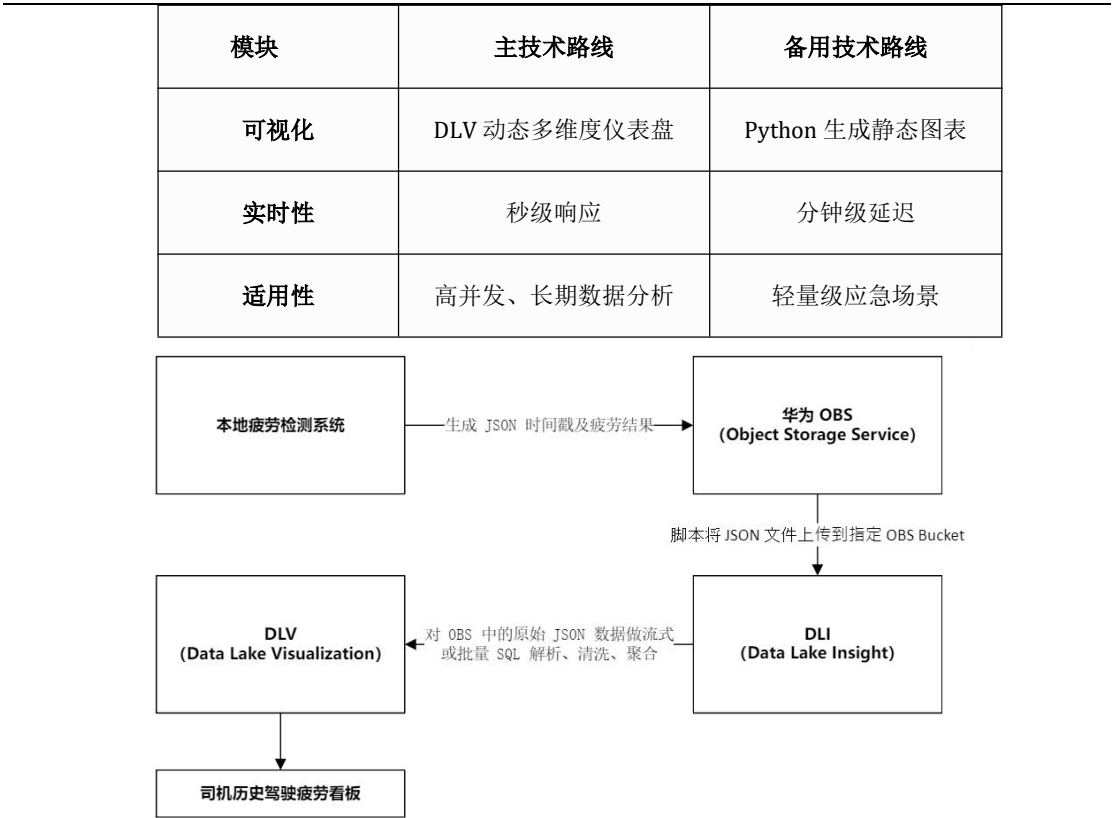 模块 主技术路线 备用技术路线
可视化 DLV 动态多维度仪表盘 Python 生成静态图表
实时性 秒级响应 分钟级延迟
适用性 高并发、长期数据分析 轻量级应急场景
本地疲劳检测系统
生成 JSON 时间戳及疲劳结果
华为 OBS
（Object Storage Service）
脚本将 JSON 文件上传到指定 OBS Bucket
DLV
（Data Lake Visualization）
对 OBS 中的原始 JSON 数据做流式
或批量 SQL 解析、清洗、聚合
DLI
（Data Lake Insight）
司机历史驾驶疲劳看板